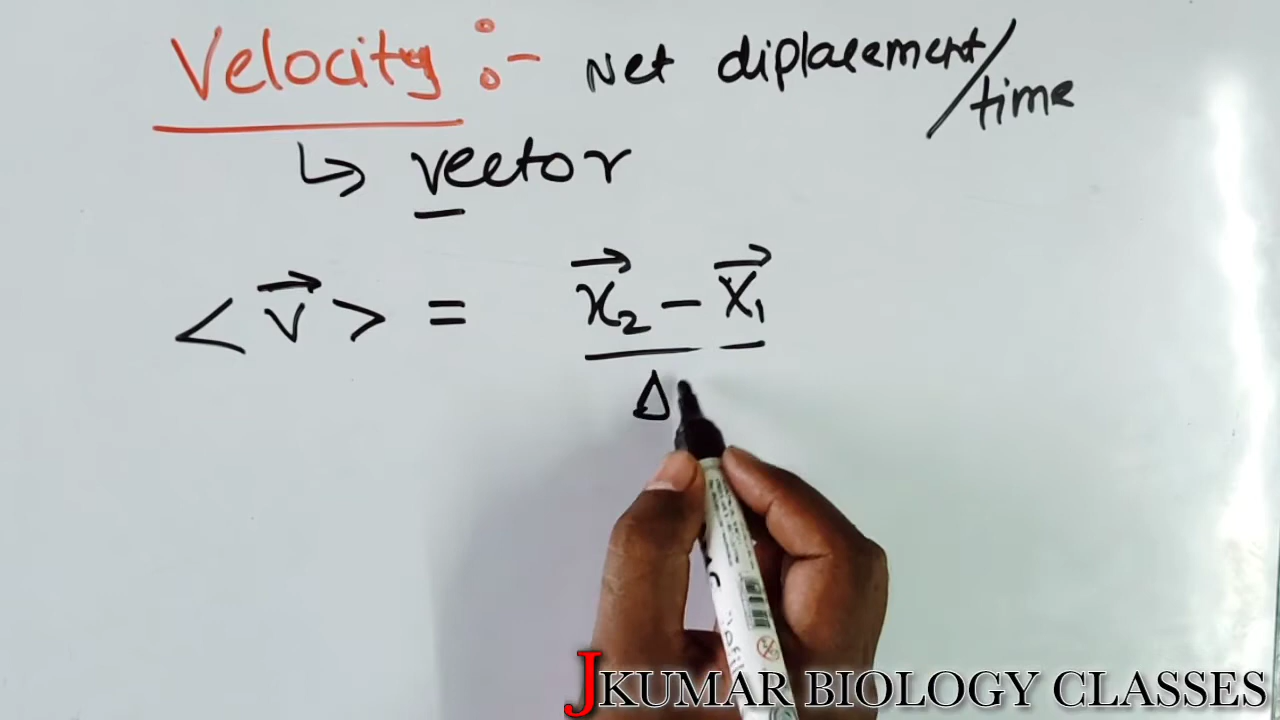 Velocity :- Net diplacement/
time
↳ vector
<v⃗> = x⃗₂ - x⃗₁
Δ
JKUMAR BIOLOGY CLASSES